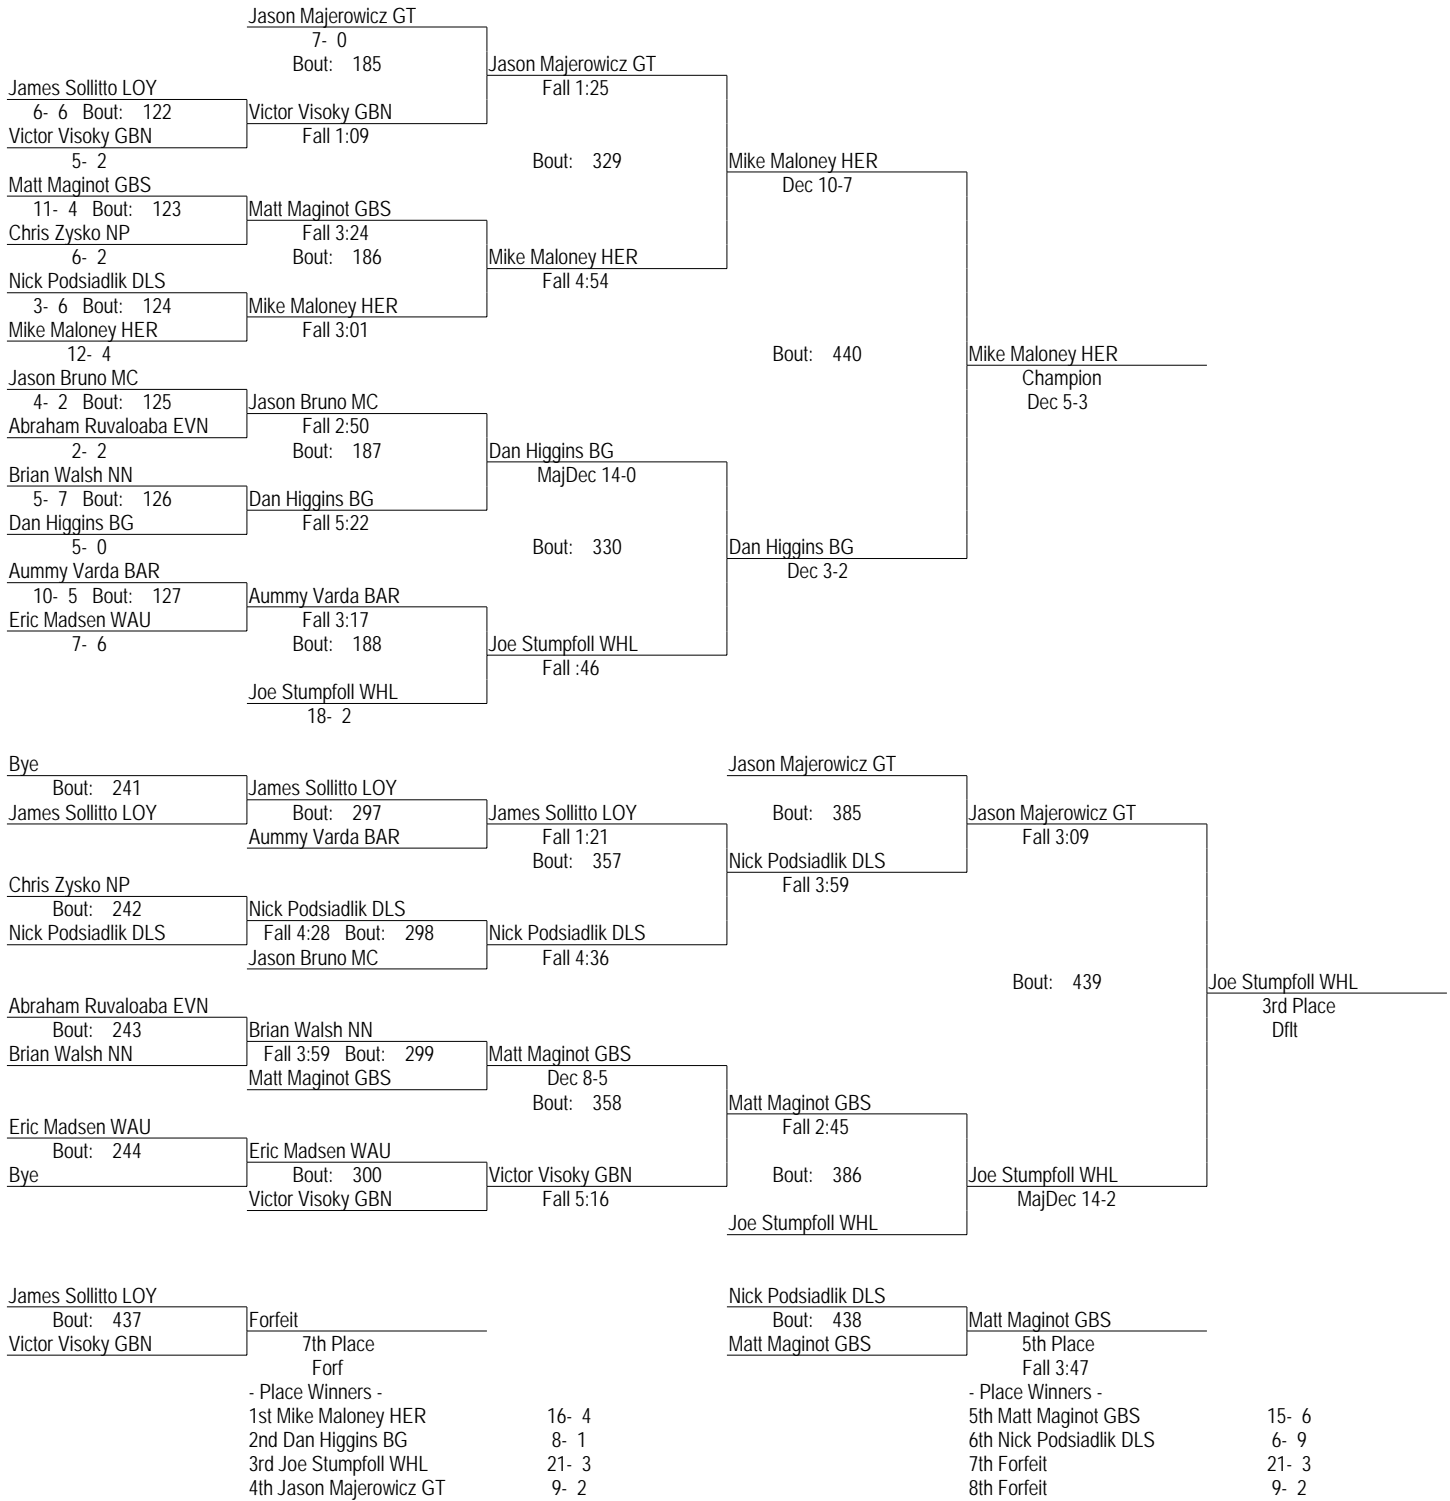 Jason Majerowicz GT
7- 0
Bout: 185 Jason Majerowicz GT
James Sollitto LOY Fall 1:25
6- 6 Bout: 122 Victor Visoky GBN
Victor Visoky GBN Fall 1:09
5- 2 Bout: 329 Mike Maloney HER
Matt Maginot GBS Dec 10-7
11- 4 Bout: 123 Matt Maginot GBS
Chris Zysko NP Fall 3:24
6- 2 Bout: 186 Mike Maloney HER
Nick Podsiadlik DLS Fall 4:54
3- 6 Bout: 124 Mike Maloney HER
Mike Maloney HER Fall 3:01
12- 4 Bout: 440 Mike Maloney HER
Jason Bruno MC Champion
4- 2 Bout: 125 Jason Bruno MC Dec 5-3
Abraham Ruvaloaba EVN Fall 2:50
2- 2 Bout: 187 Dan Higgins BG
Brian Walsh NN MajDec 14-0
5- 7 Bout: 126 Dan Higgins BG
Dan Higgins BG Fall 5:22
5- 0 Bout: 330 Dan Higgins BG
Aummy Varda BAR Dec 3-2
10- 5 Bout: 127 Aummy Varda BAR
Eric Madsen WAU Fall 3:17
7- 6 Bout: 188 Joe Stumpfoll WHL
Fall :46
Joe Stumpfoll WHL
18- 2
Bye Jason Majerowicz GT
Bout: 241 James Sollitto LOY
James Sollitto LOY Bout: 297 James Sollitto LOY Bout: 385 Jason Majerowicz GT
Aummy Varda BAR Fall 1:21 Fall 3:09
Bout: 357 Nick Podsiadlik DLS
Chris Zysko NP Fall 3:59
Bout: 242 Nick Podsiadlik DLS
Nick Podsiadlik DLS Fall 4:28 Bout: 298 Nick Podsiadlik DLS
Jason Bruno MC Fall 4:36
Bout: 439 Joe Stumpfoll WHL
Abraham Ruvaloaba EVN 3rd Place
Bout: 243 Brian Walsh NN Dflt
Brian Walsh NN Fall 3:59 Bout: 299 Matt Maginot GBS
Matt Maginot GBS Dec 8-5
Bout: 358 Matt Maginot GBS
Eric Madsen WAU Fall 2:45
Bout: 244 Eric Madsen WAU
Bye Bout: 300 Victor Visoky GBN Bout: 386 Joe Stumpfoll WHL
Victor Visoky GBN Fall 5:16 MajDec 14-2
Joe Stumpfoll WHL
James Sollitto LOY Nick Podsiadlik DLS
Bout: 437 Forfeit Bout: 438 Matt Maginot GBS
Victor Visoky GBN 7th Place Matt Maginot GBS 5th Place
Forf Fall 3:47
- Place Winners - - Place Winners -
1st Mike Maloney HER 16- 4 5th Matt Maginot GBS 15- 6
2nd Dan Higgins BG 8- 1 6th Nick Podsiadlik DLS 6- 9
3rd Joe Stumpfoll WHL 21- 3 7th Forfeit 21- 3
4th Jason Majerowicz GT 9- 2 8th Forfeit 9- 2